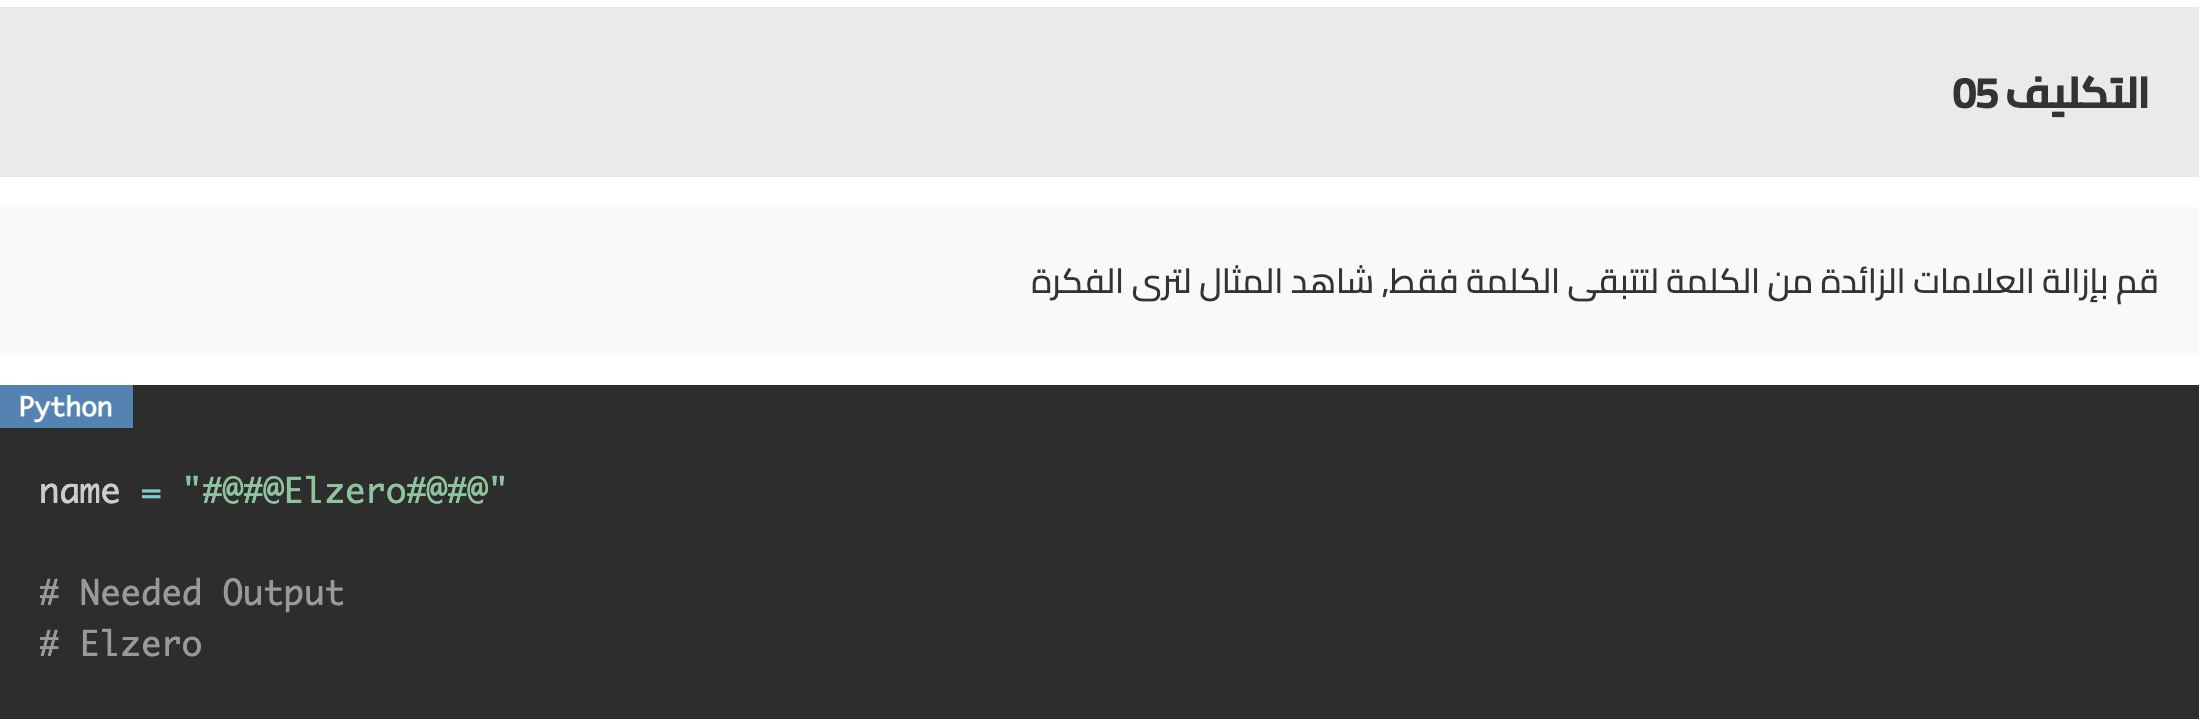 التكليف 05
قم بإزالة العلامات الزائدة من الكلمة لتتبقى الكلمة فقط, شاهد المثال لترى الفكرة
Python
name = "#@#@Elzero#@#@"
# Needed Output
# Elzero